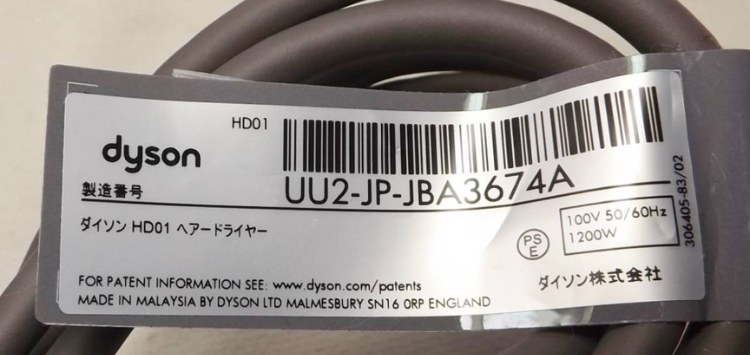 HD01
dyson
製造番号
UU2-JP-JBA3674A
ダイソン HD01 ヘアードライヤー
PS
E
100V 50/60Hz
1200W
306405-83/02
ダイソン株式会社
FOR PATENT INFORMATION SEE: www.dyson.com/patents
MADE IN MALAYSIA BY DYSON LTD MALMESBURY SN16 0RP ENGLAND